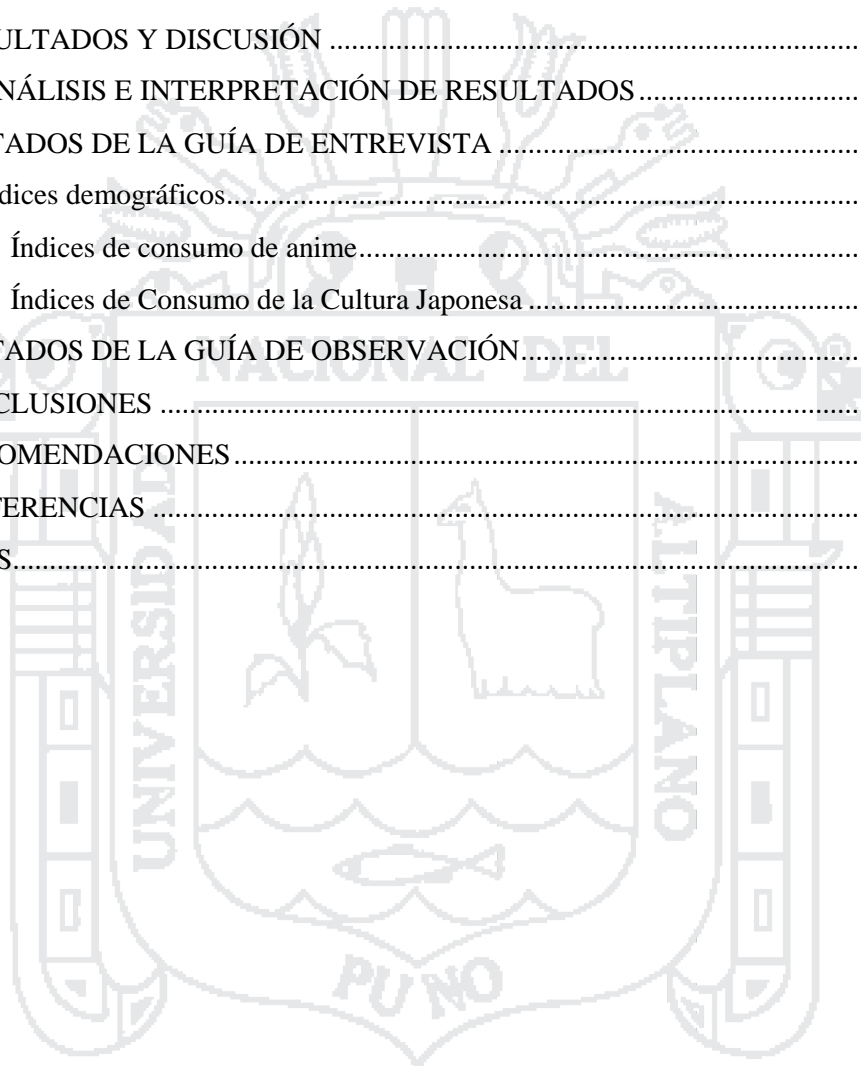 ULTADOS Y DISCUSIÓN ....................................................................
NÁLISIS E INTERPRETACIÓN DE RESULTADOS ............................
TADOS DE LA GUÍA DE ENTREVISTA ..............................................
dices demográficos.................................................................................
Índices de consumo de anime................................................................
Índices de Consumo de la Cultura Japonesa ..........................................
TADOS DE LA GUÍA DE OBSERVACIÓN...........................................
CLUSIONES ..........................................................................................
OMENDACIONES................................................................................
ERENCIAS ...........................................................................................
S.............................................................................................................
NACIONAL DEL
UNIVERSIDAD
ALTIPLANO
PUNO